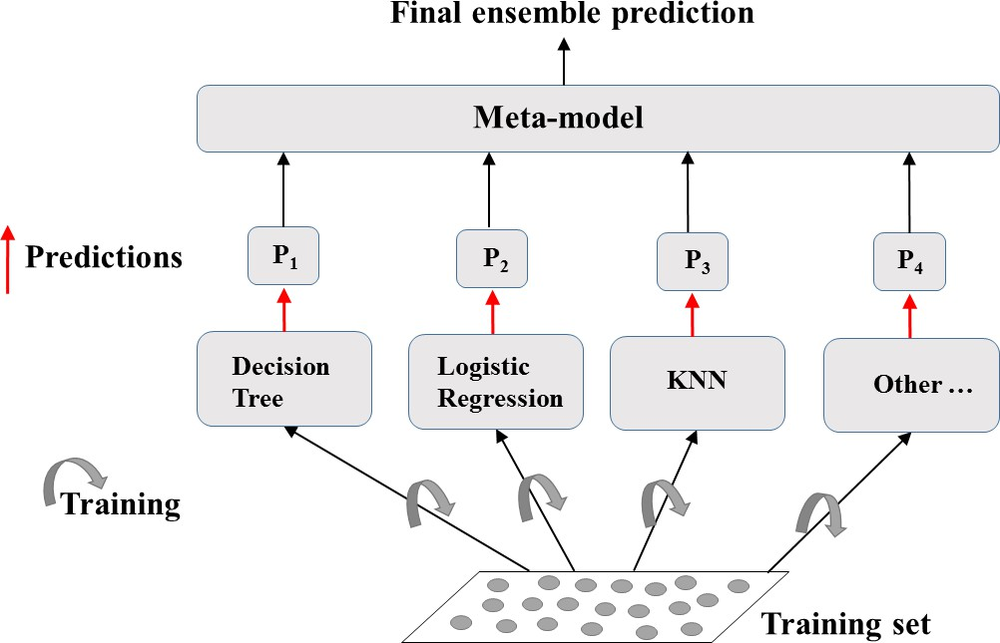 Final ensemble prediction
Meta-model
Predictions
P1
P2
P3
P4
Decision
Tree
Logistic
Regression
KNN
Other ...
Training
Training set